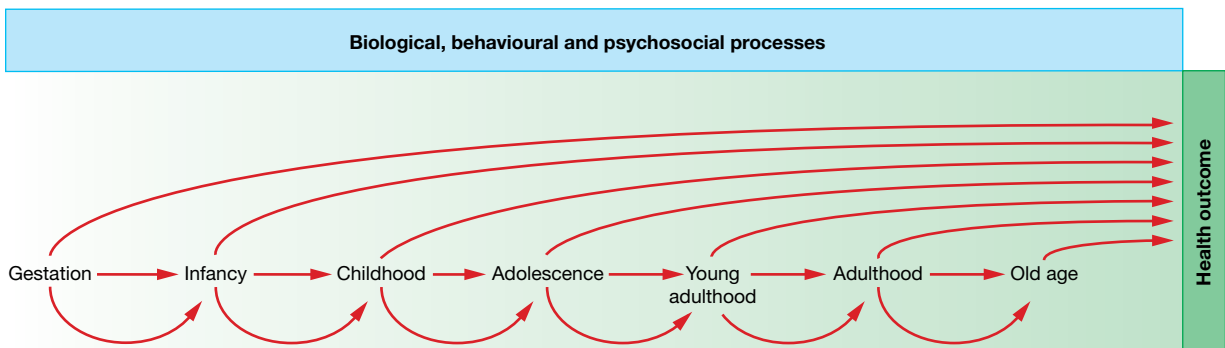 Biological, behavioural and psychosocial processes
Gestation
Infancy
Childhood
Adolescence
Young
adulthood
Adulthood
Old age
Health outcome